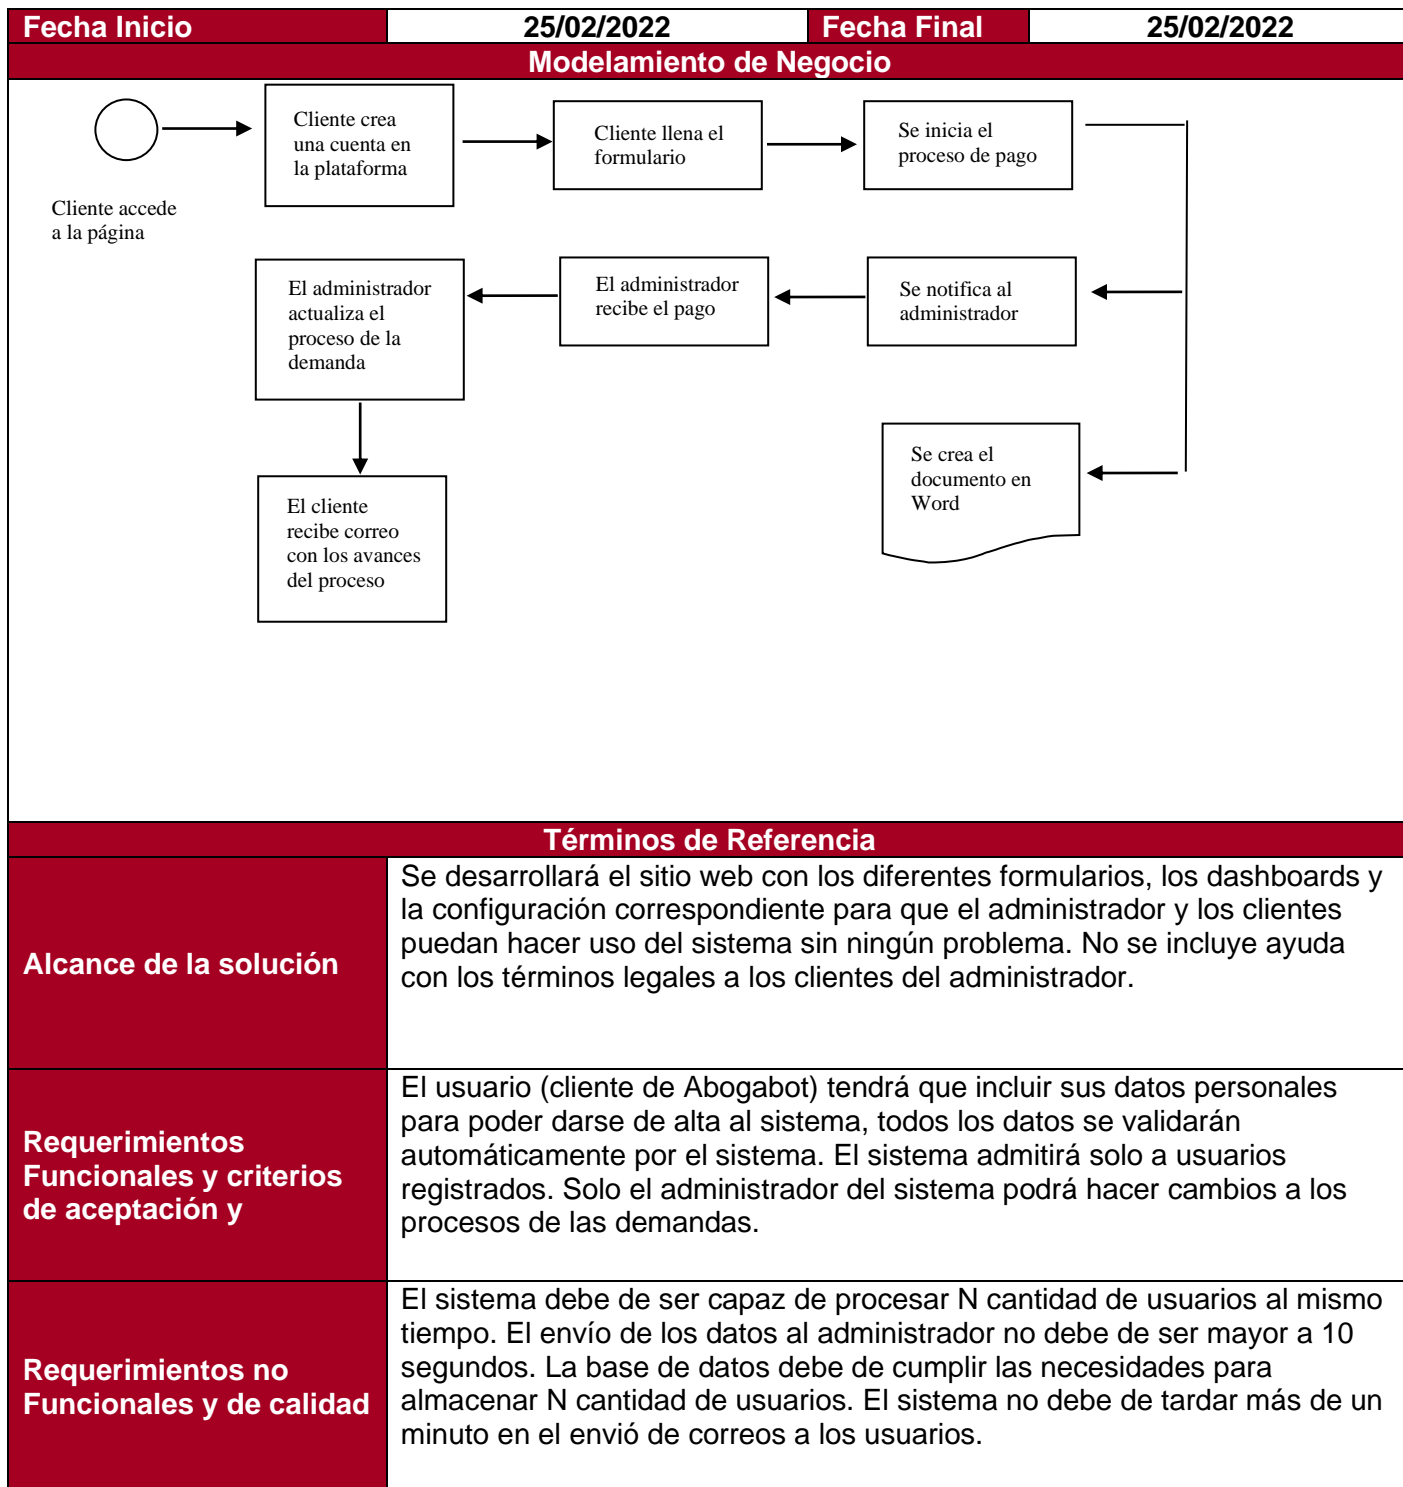 Fecha Inicio 25/02/2022 Fecha Final 25/02/2022
Modelamiento de Negocio
Cliente accede
a la página
Cliente crea
una cuenta en
la plataforma
Cliente llena el
formulario
Se inicia el
proceso de pago
Se notifica al
administrador
El administrador
recibe el pago
El administrador
actualiza el
proceso de la
demanda
El cliente
recibe correo
con los avances
del proceso
Se crea el
documento en
Word
Términos de Referencia
Alcance de la solución
Se desarrollará el sitio web con los diferentes formularios, los dashboards y
la configuración correspondiente para que el administrador y los clientes
puedan hacer uso del sistema sin ningún problema. No se incluye ayuda
con los términos legales a los clientes del administrador.
Requerimientos
Funcionales y criterios
de aceptación y
El usuario (cliente de Abogabot) tendrá que incluir sus datos personales
para poder darse de alta al sistema, todos los datos se validarán
automáticamente por el sistema. El sistema admitirá solo a usuarios
registrados. Solo el administrador del sistema podrá hacer cambios a los
procesos de las demandas.
Requerimientos no
Funcionales y de calidad
El sistema debe de ser capaz de procesar N cantidad de usuarios al mismo
tiempo. El envío de los datos al administrador no debe de ser mayor a 10
segundos. La base de datos debe de cumplir las necesidades para
almacenar N cantidad de usuarios. El sistema no debe de tardar más de un
minuto en el envió de correos a los usuarios.